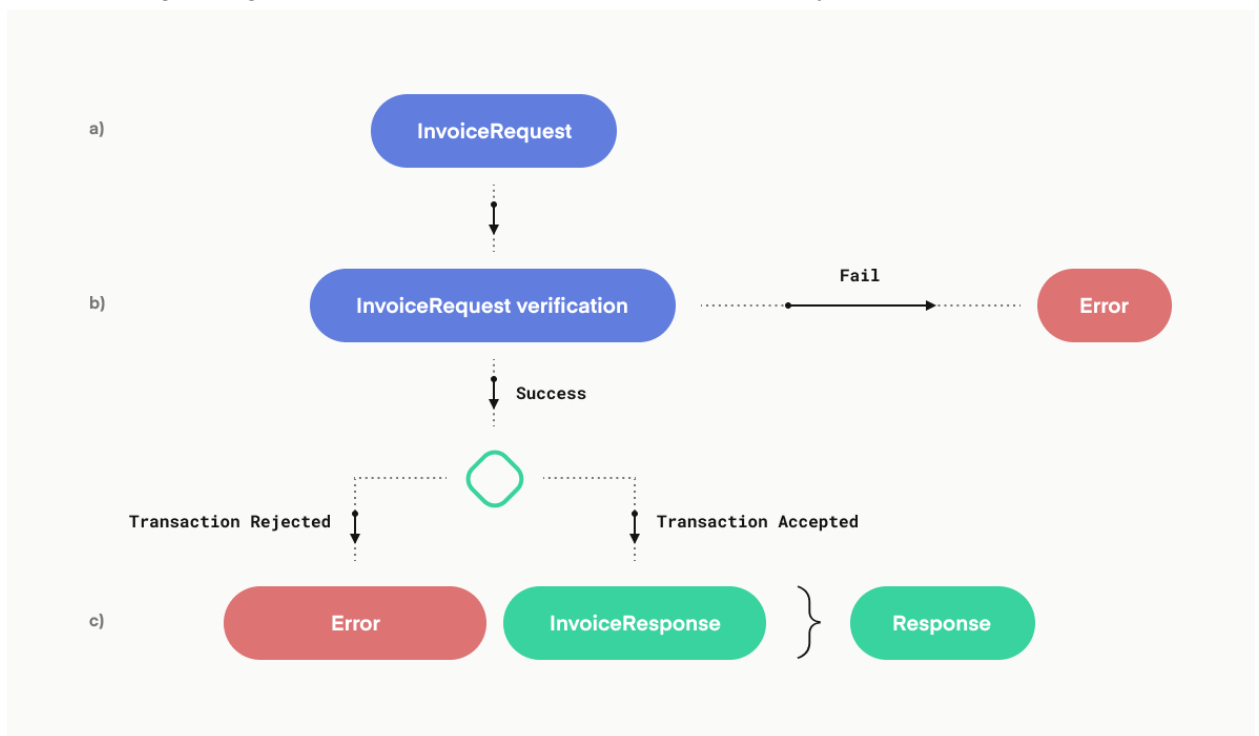 a)
InvoiceRequest
b)
InvoiceRequest verification
Fail
Error
Success
Transaction Rejected
Transaction Accepted
c)
Error
InvoiceResponse
Response